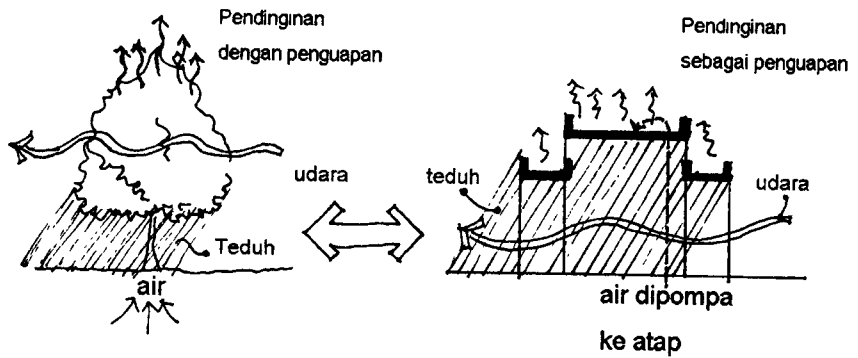 Pendinginan
dengan penguapan
udara
Teduh
air
Pendinginan
sebagai penguapan
teduh
udara
air dipompa
ke atap